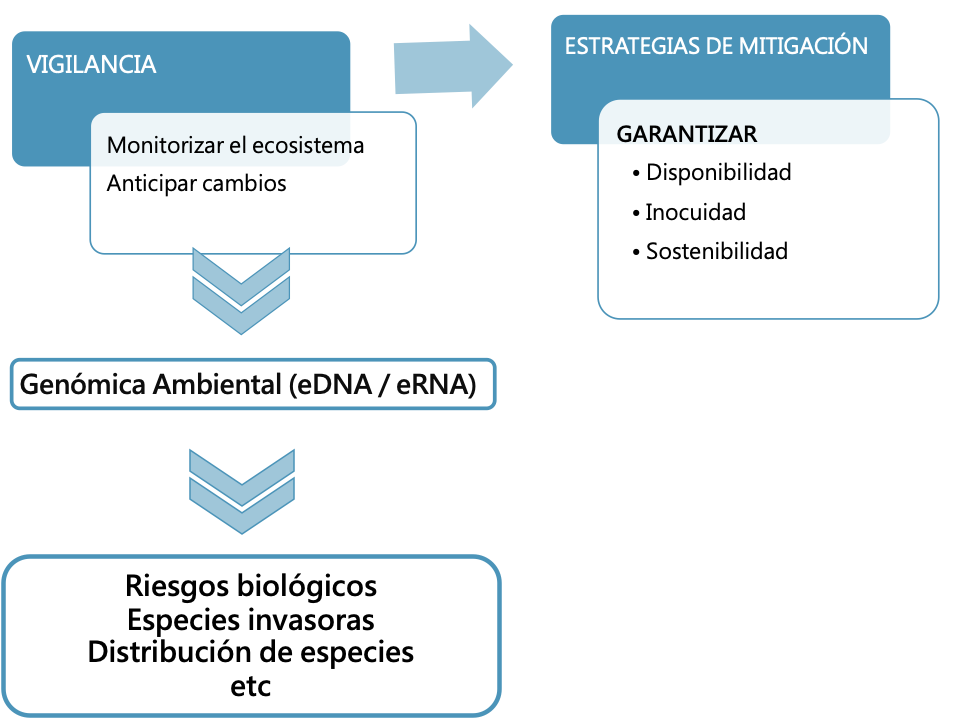 VIGILANCIA
Monitorizar el ecosistema
Anticipar cambios
ESTRATEGIAS DE MITIGACIÓN
GARANTIZAR
• Disponibilidad
• Inocuidad
• Sostenibilidad
Genómica Ambiental (eDNA / eRNA)
Riesgos biológicos
Especies invasoras
Distribución de especies
etc